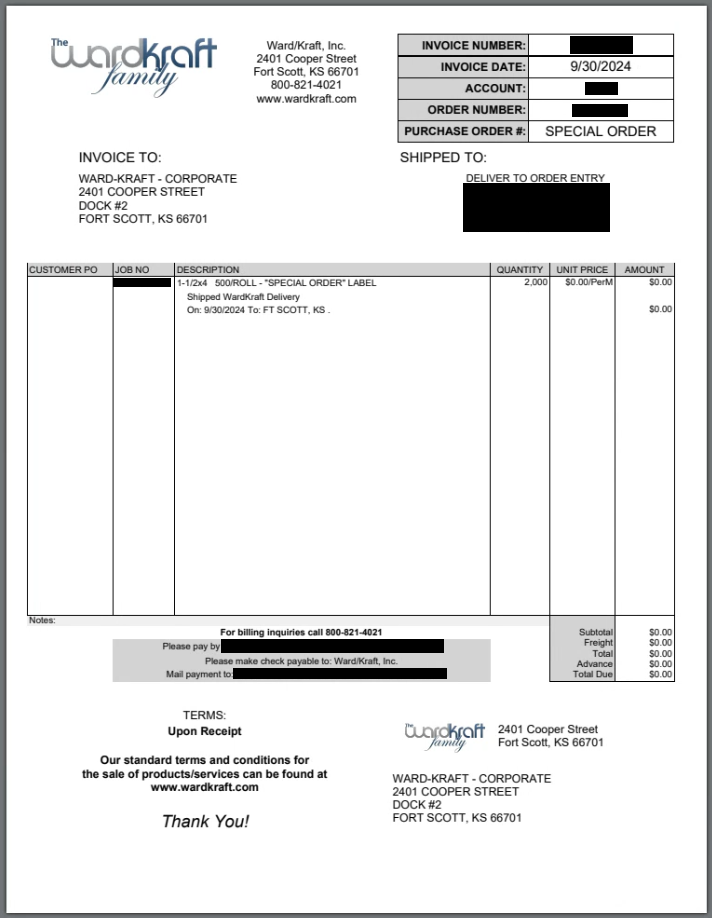 The
wardkraft
family
Ward/Kraft, Inc.
2401 Cooper Street
Fort Scott, KS 66701
800-821-4021
www.wardkraft.com
INVOICE NUMBER:
INVOICE DATE: 9/30/2024
ACCOUNT:
ORDER NUMBER:
PURCHASE ORDER #: SPECIAL ORDER
INVOICE TO:
WARD-KRAFT - CORPORATE
2401 COOPER STREET
DOCK #2
FORT SCOTT, KS 66701
SHIPPED TO:
DELIVER TO ORDER ENTRY
CUSTOMER PO JOB NO DESCRIPTION QUANTITY UNIT PRICE AMOUNT
1-1/2x4 500/ROLL - "SPECIAL ORDER" LABEL 2,000 $0.00/PerM $0.00
Shipped WardKraft Delivery
On: 9/30/2024 To: FT SCOTT, KS . $0.00
Notes:
For billing inquiries call 800-821-4021
Please pay by
Please make check payable to: Ward/Kraft, Inc.
Mail payment to:
Subtotal $0.00
Freight $0.00
Total $0.00
Advance $0.00
Total Due $0.00
TERMS:
Upon Receipt
Our standard terms and conditions for
the sale of products/services can be found at
www.wardkraft.com
Thank You!
The
wardkraft
family
2401 Cooper Street
Fort Scott, KS 66701
WARD-KRAFT - CORPORATE
2401 COOPER STREET
DOCK #2
FORT SCOTT, KS 66701